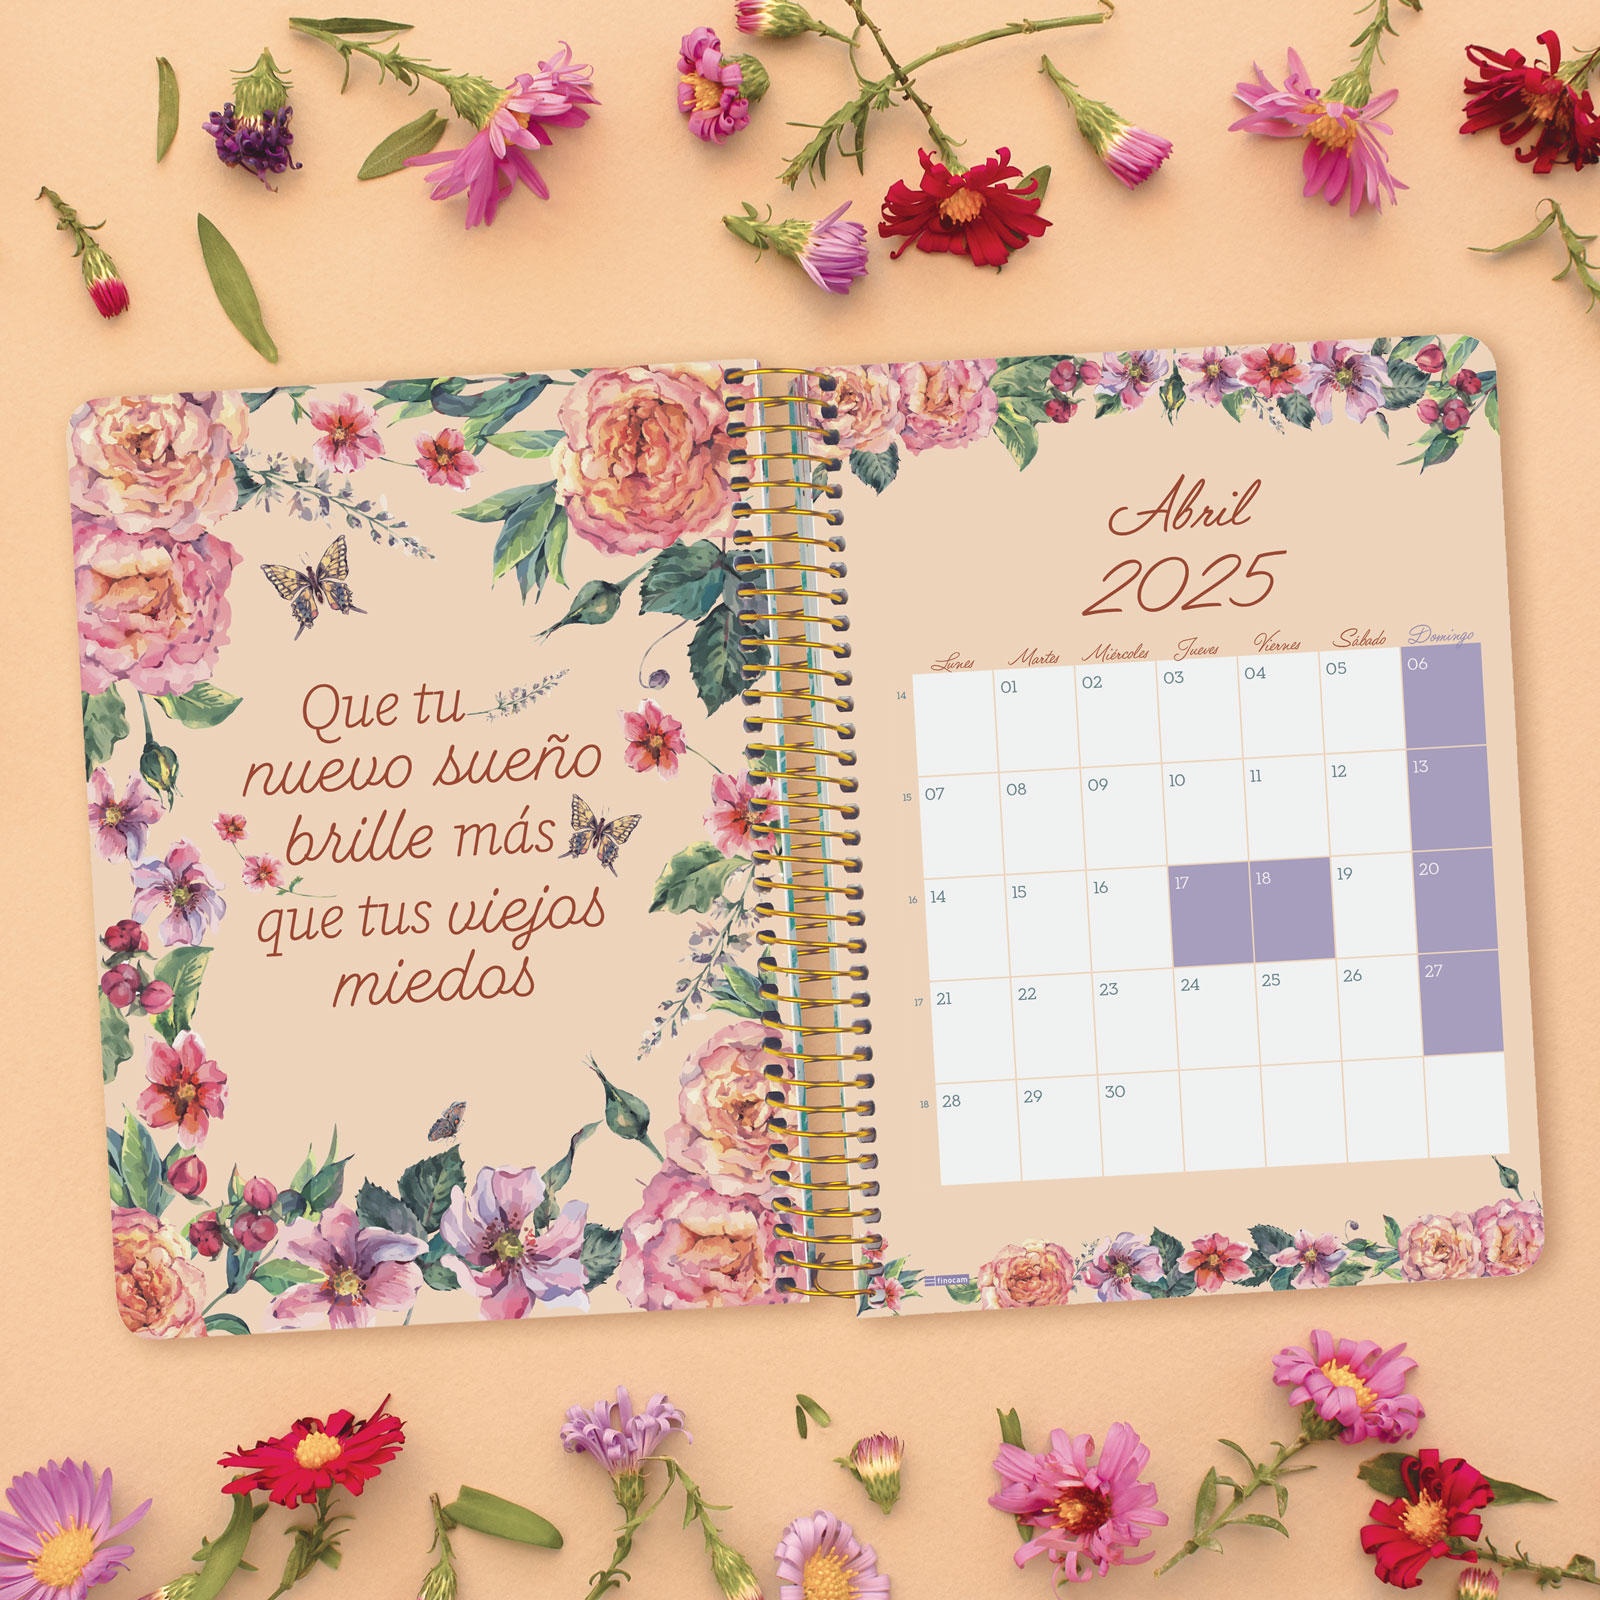 Que tu
nuevo sueño
brille más
que tus viejos
miedos
Abril
2025
Lunes Martes Miércoles Jueves Viernes Sábado Domingo
14 01 02 03 04 05 06
15 07 08 09 10 11 12 13
16 14 15 16 17 18 19 20
17 21 22 23 24 25 26 27
18 28 29 30
finocam